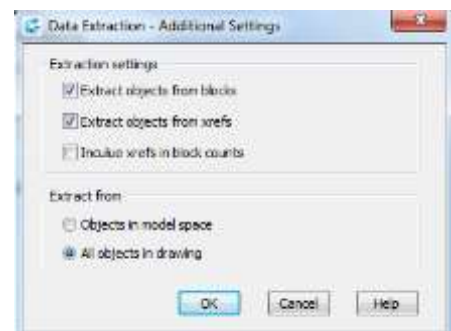 Data Extraction - Additional Settings
Extraction settings
Extract objects from blocks
Extract objects from xrefs
Include xrefs in block counts
Extract from
Objects in model space
All objects in drawing
OK Cancel Help